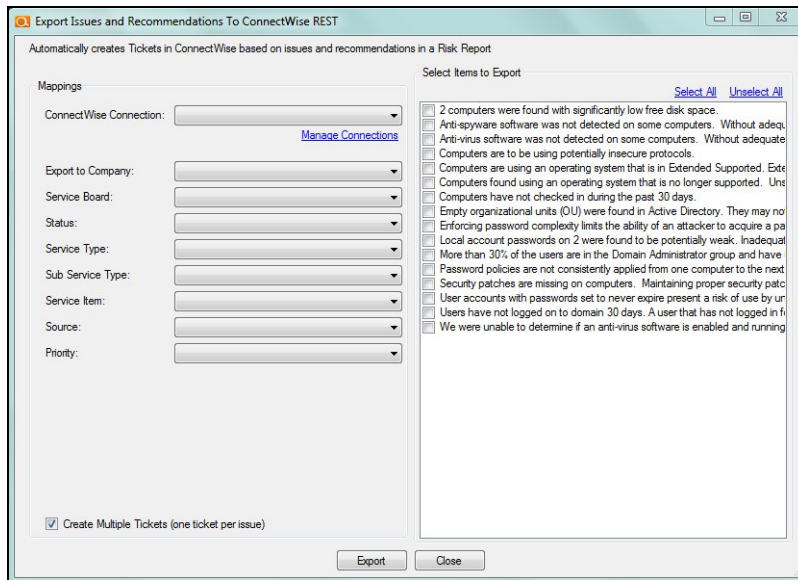 Export Issues and Recommendations To ConnectWise REST
Automatically creates Tickets in ConnectWise based on issues and recommendations in a Risk Report
Mappings
ConnectWise Connection:
Manage Connections
Export to Company:
Service Board:
Status:
Service Type:
Sub Service Type:
Service Item:
Source:
Priority:
Create Multiple Tickets (one ticket per issue)
Select Items to Export
Select All Unselect All
2 computers were found with significantly low free disk space.
Anti-spyware software was not detected on some computers. Without adequ
Anti-virus software was not detected on some computers. Without adequate
Computers are to be using potentially insecure protocols.
Computers are using an operating system that is in Extended Supported. Exte
Computers found using an operating system that is no longer supported. Uns
Computers have not checked in during the past 30 days.
Empty organizational units (OU) were found in Active Directory. They may no
Enforcing password complexity limits the ability of an attacker to acquire a pa
Local account passwords on 2 were found to be potentially weak. Inadequat
More than 30% of the users are in the Domain Administrator group and have
Password policies are not consistently applied from one computer to the next
Security patches are missing on computers. Maintaining proper security patc
User accounts with passwords set to never expire present a risk of use by un
Users have not logged on to domain 30 days. A user that has not logged in f
We were unable to determine if an anti-virus software is enabled and running
Export Close